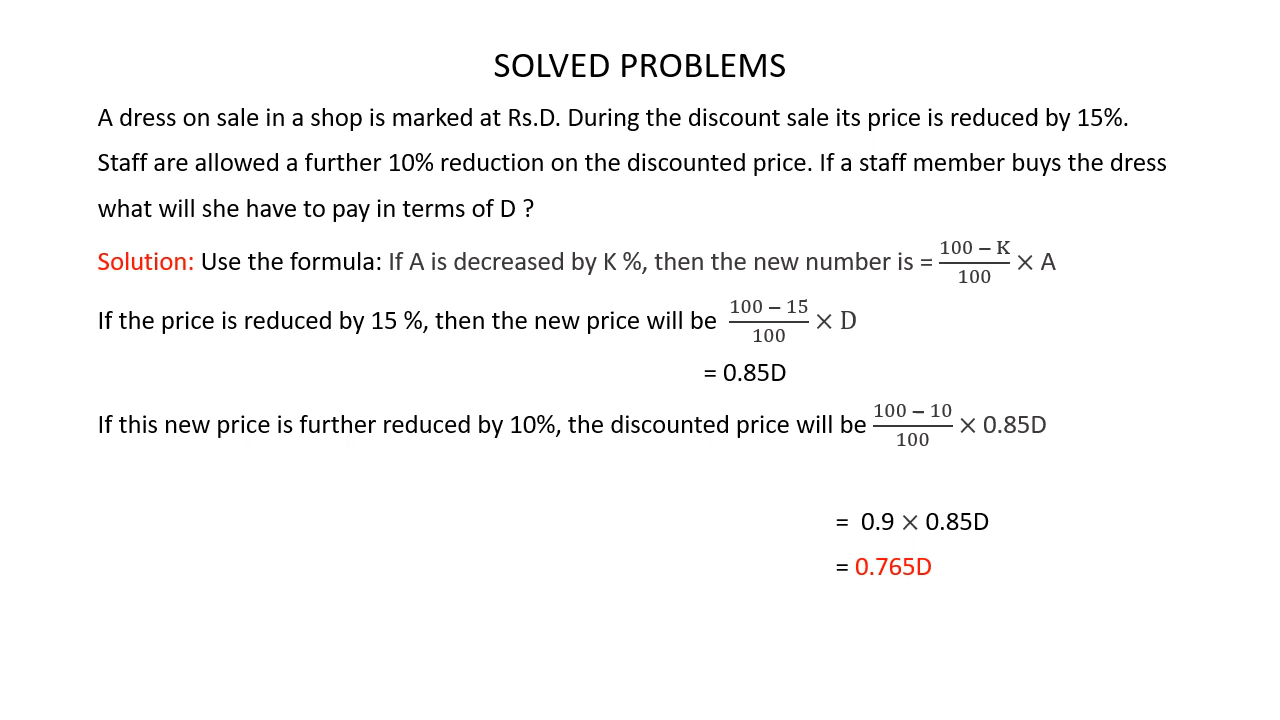 SOLVED PROBLEMS
A dress on sale in a shop is marked at Rs.D. During the discount sale its price is reduced by 15%.
Staff are allowed a further 10% reduction on the discounted price. If a staff member buys the dress
what will she have to pay in terms of D ?
Solution: Use the formula: If A is decreased by K %, then the new number is = \frac{100 − K}{100} × A
If the price is reduced by 15 %, then the new price will be \frac{100 − 15}{100} × D
= 0.85D
If this new price is further reduced by 10%, the discounted price will be \frac{100 − 10}{100} × 0.85D
= 0.9 × 0.85D
= 0.765D